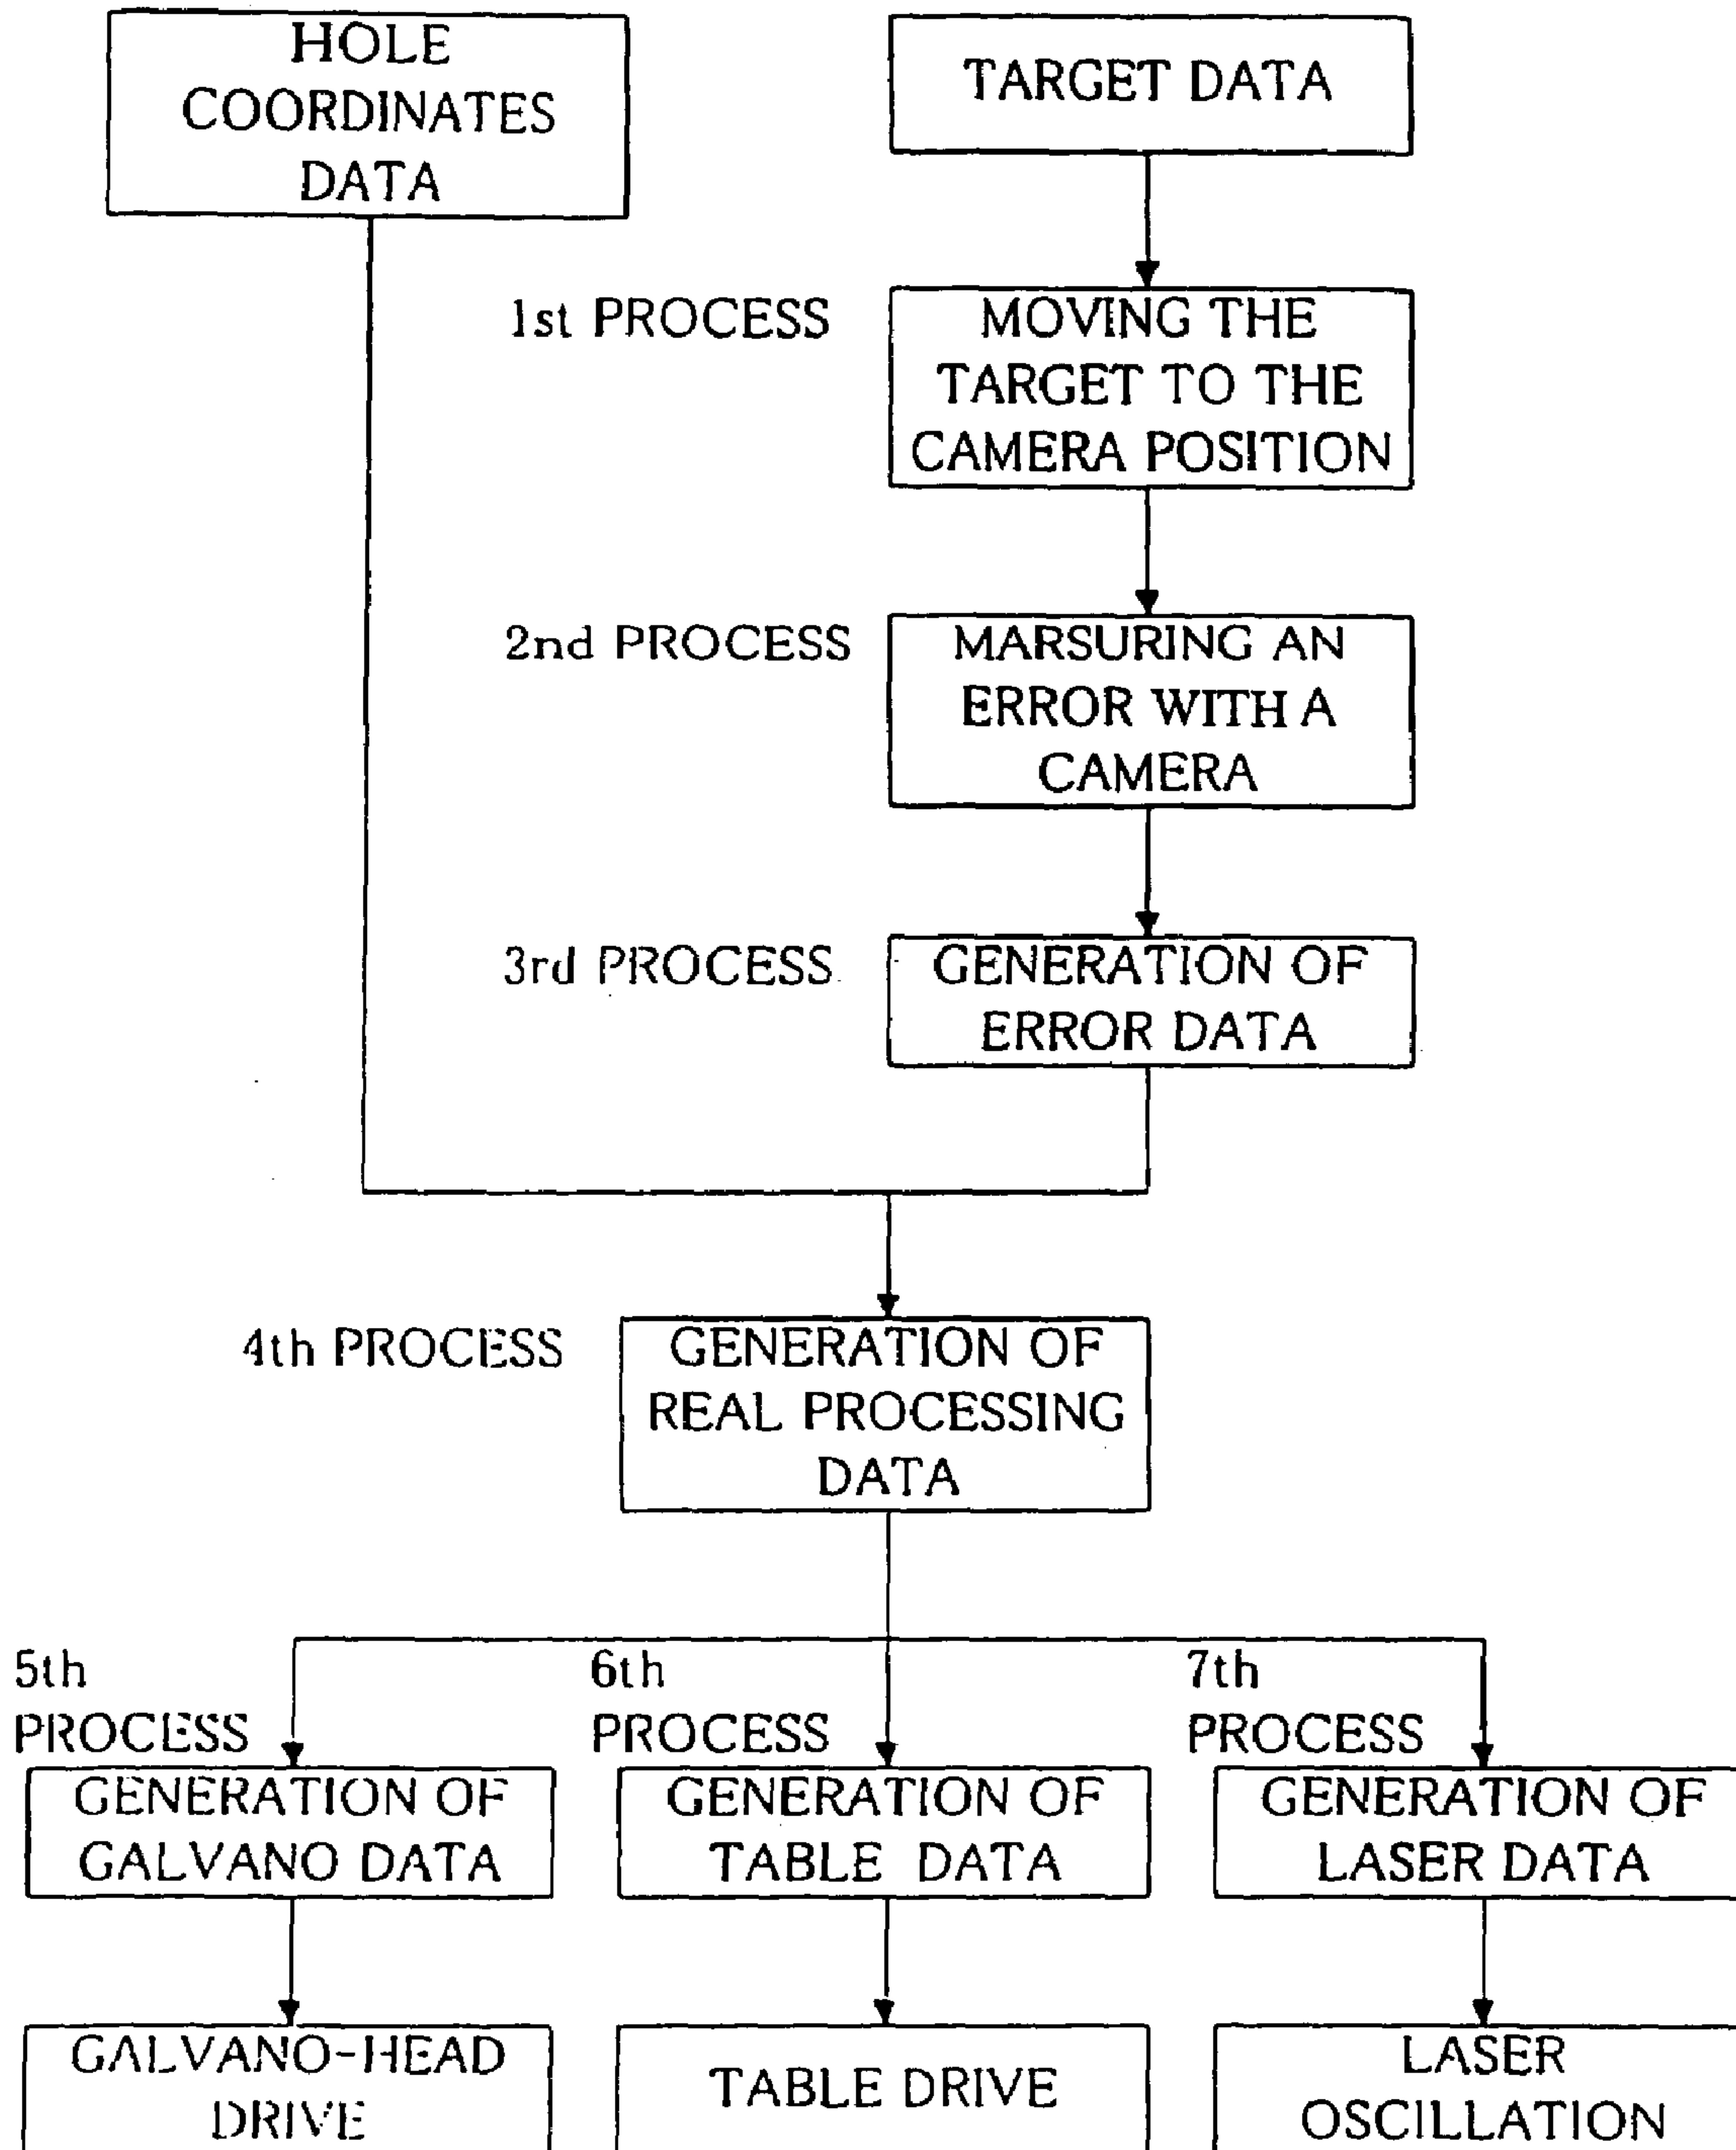 HOLE
COORDINATES
DATA
TARGET DATA
1st PROCESS
MOVING THE
TARGET TO THE
CAMERA POSITION
2nd PROCESS
MARSURING AN
ERROR WITH A
CAMERA
3rd PROCESS
GENERATION OF
ERROR DATA
4th PROCESS
GENERATION OF
REAL PROCESSING
DATA
5th
PROCESS
GENERATION OF
GALVANO DATA
6th
PROCESS
GENERATION OF
TABLE DATA
7th
PROCESS
GENERATION OF
LASER DATA
GALVANO-HEAD
DRIVE
TABLE DRIVE
LASER
OSCILLATION